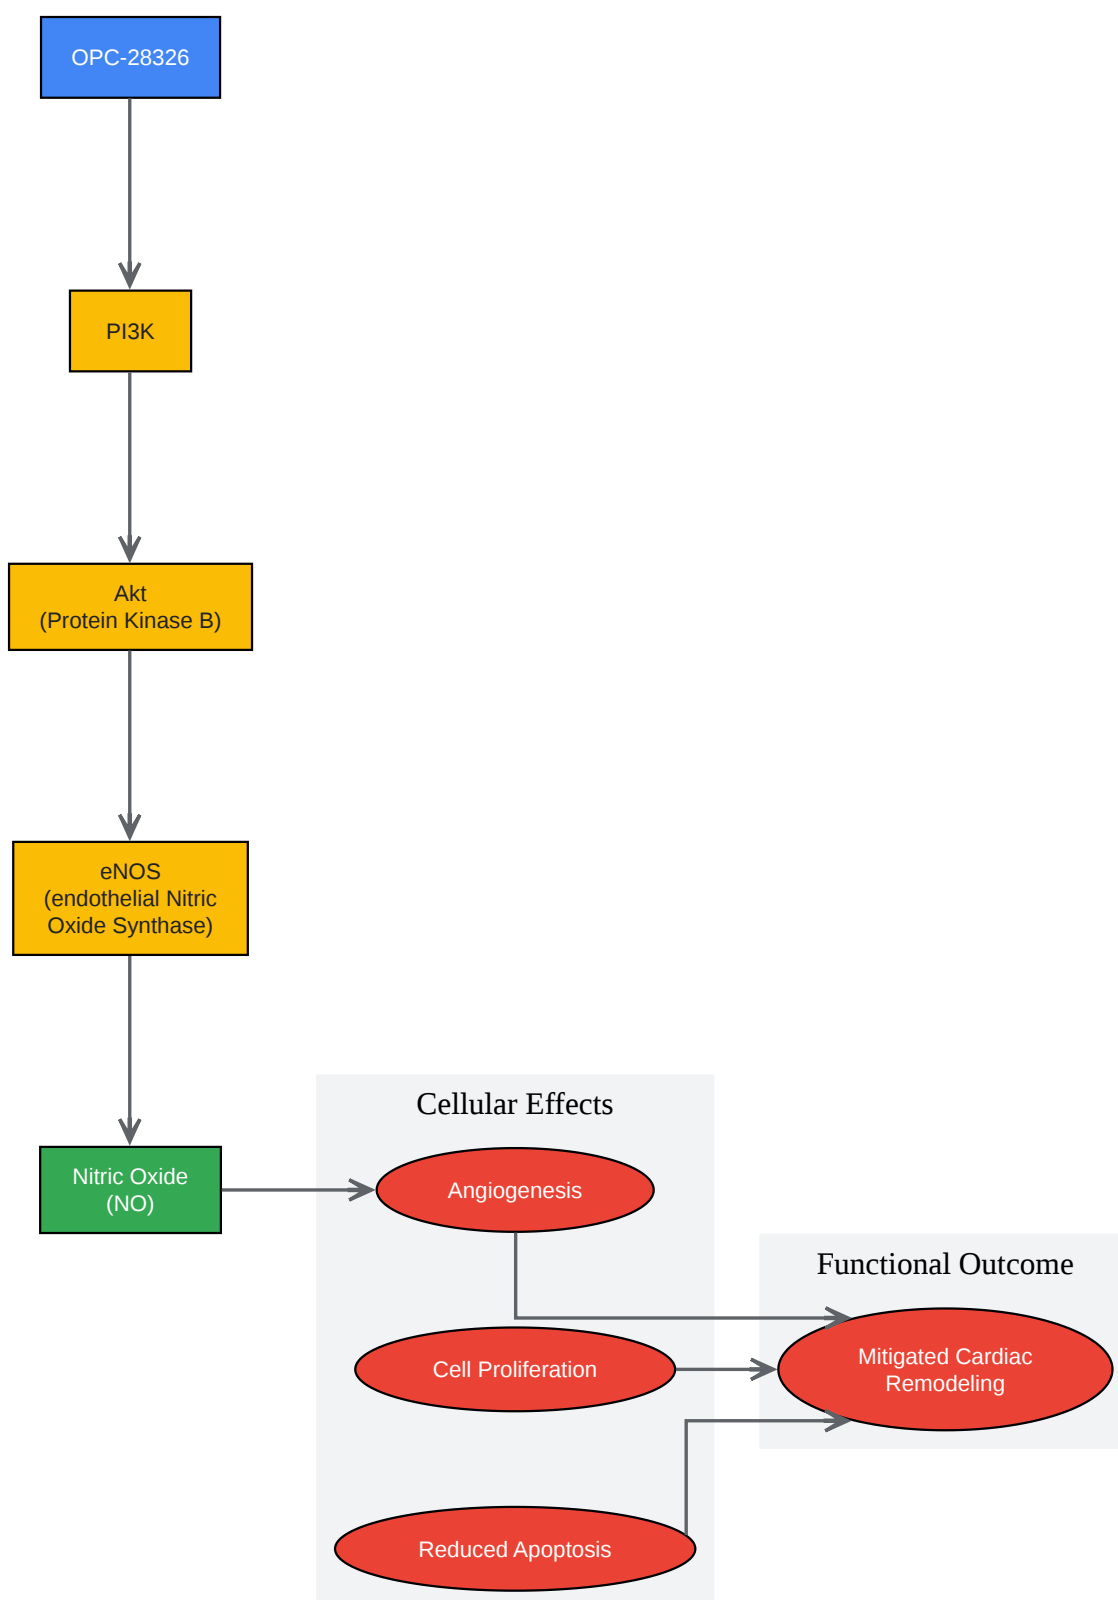 OPC-28326
PI3K
Akt
(Protein Kinase B)
eNOS
(endothelial Nitric
Oxide Synthase)
Nitric Oxide
(NO)
Cellular Effects
Angiogenesis
Cell Proliferation
Reduced Apoptosis
Functional Outcome
Mitigated Cardiac
Remodeling